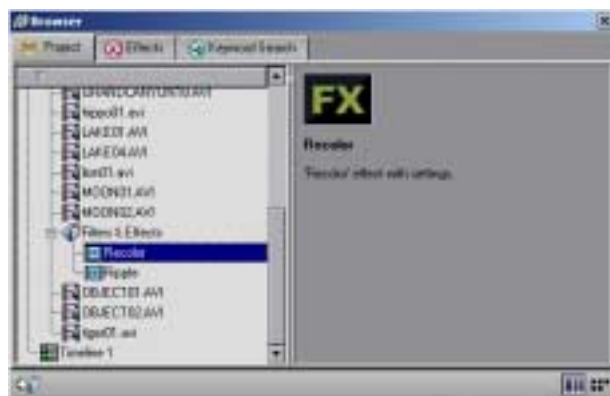 Browser
Project Effects Keyword Search
GRANDCANYON10.AVI
hippo01.avi
LAKE01.AVI
LAKE04.AVI
lion01.avi
MOON01.AVI
MOON02.AVI
Filters & Effects
Recolor
Ripple
OBJECT01.AVI
OBJECT02.AVI
tiger01.avi
Timeline 1
FX
Recolor
'Recolor' effect with settings.